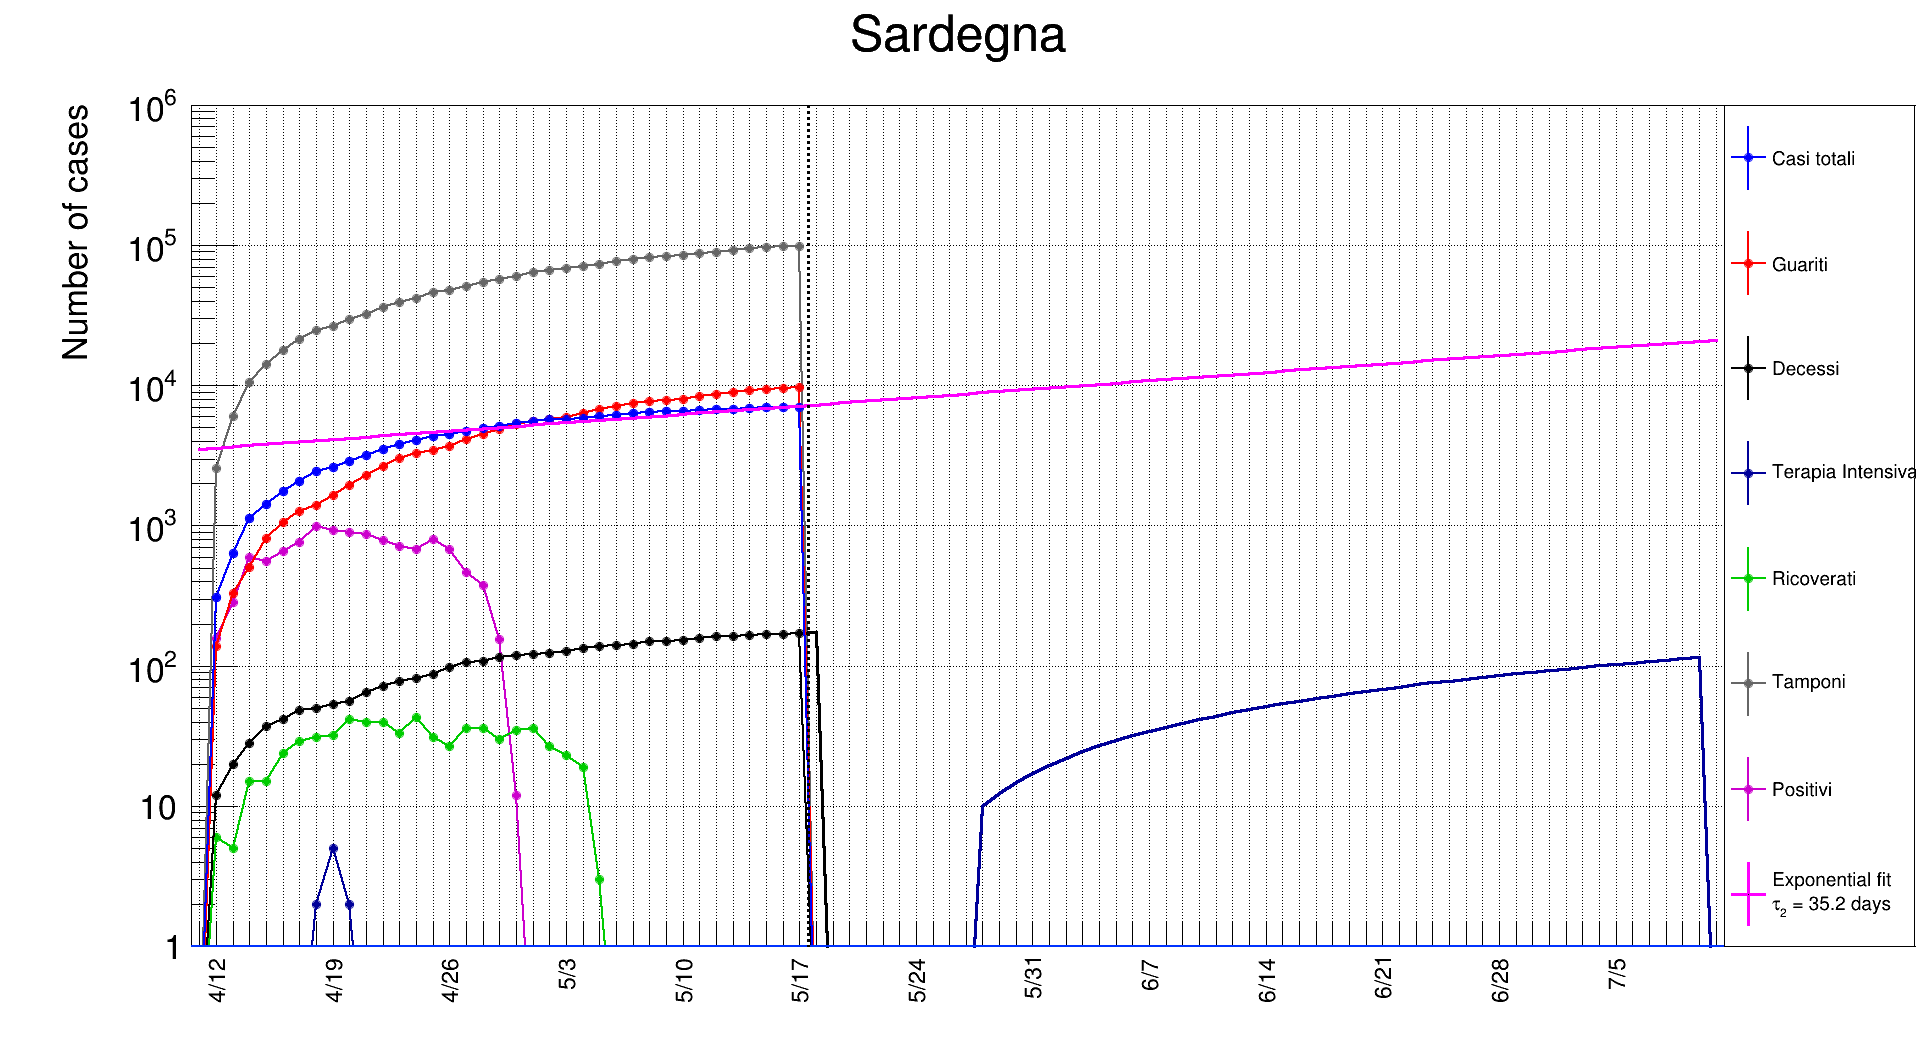 Sardegna
Number of cases
10^6
10^5
10^4
10^3
10^2
10
1
4/12
4/19
4/26
5/3
5/10
5/17
5/24
5/31
6/7
6/14
6/21
6/28
7/5
Casi totali
Guariti
Decessi
Terapia Intensiva
Ricoverati
Tamponi
Positivi
Exponential fit
τ₂ = 35.2 days